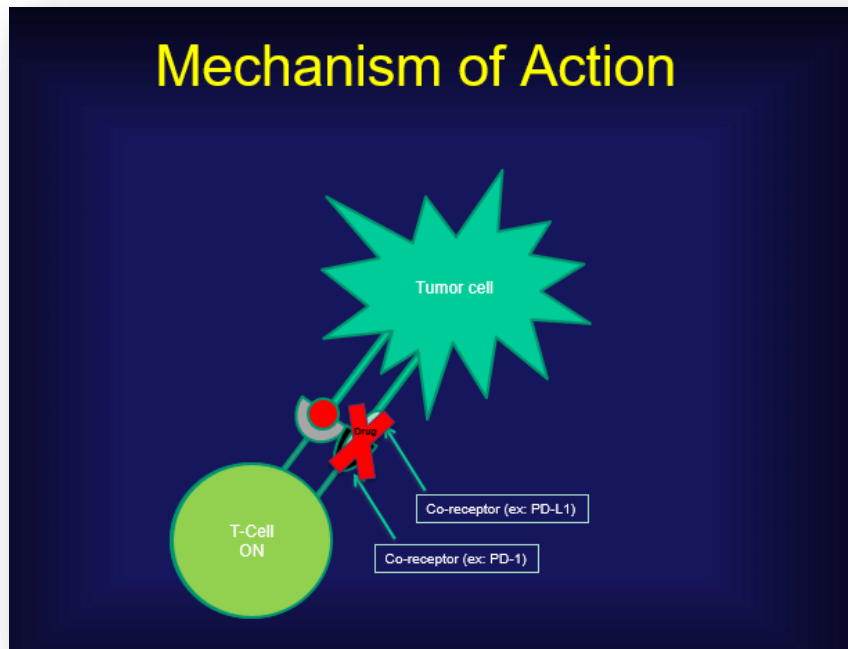 Mechanism of Action
Tumor cell
Drug
Co-receptor (ex: PD-L1)
T-Cell
ON
Co-receptor (ex: PD-1)